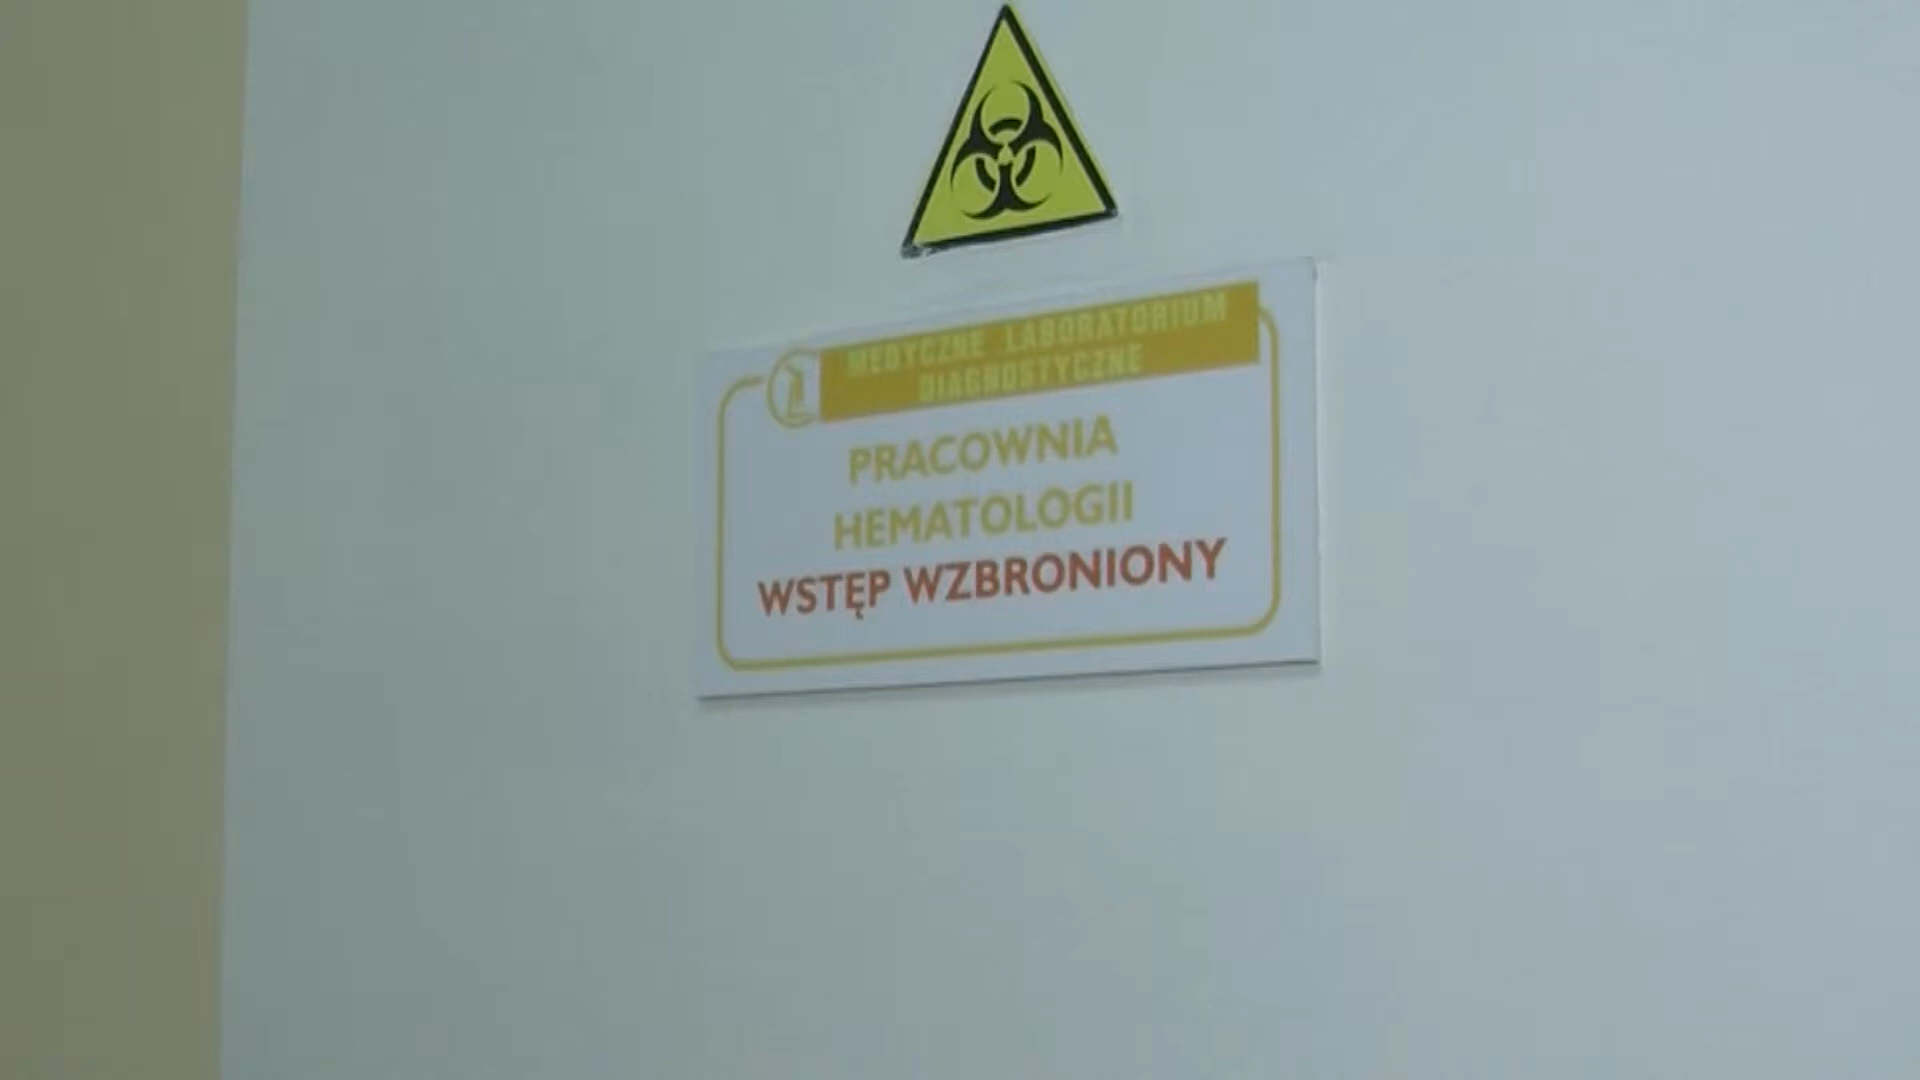 MEDYCZNE LABORATORIUM
DIAGNOSTYCZNE
PRACOWNIA
HEMATOLOGII
WSTĘP WZBRONIONY